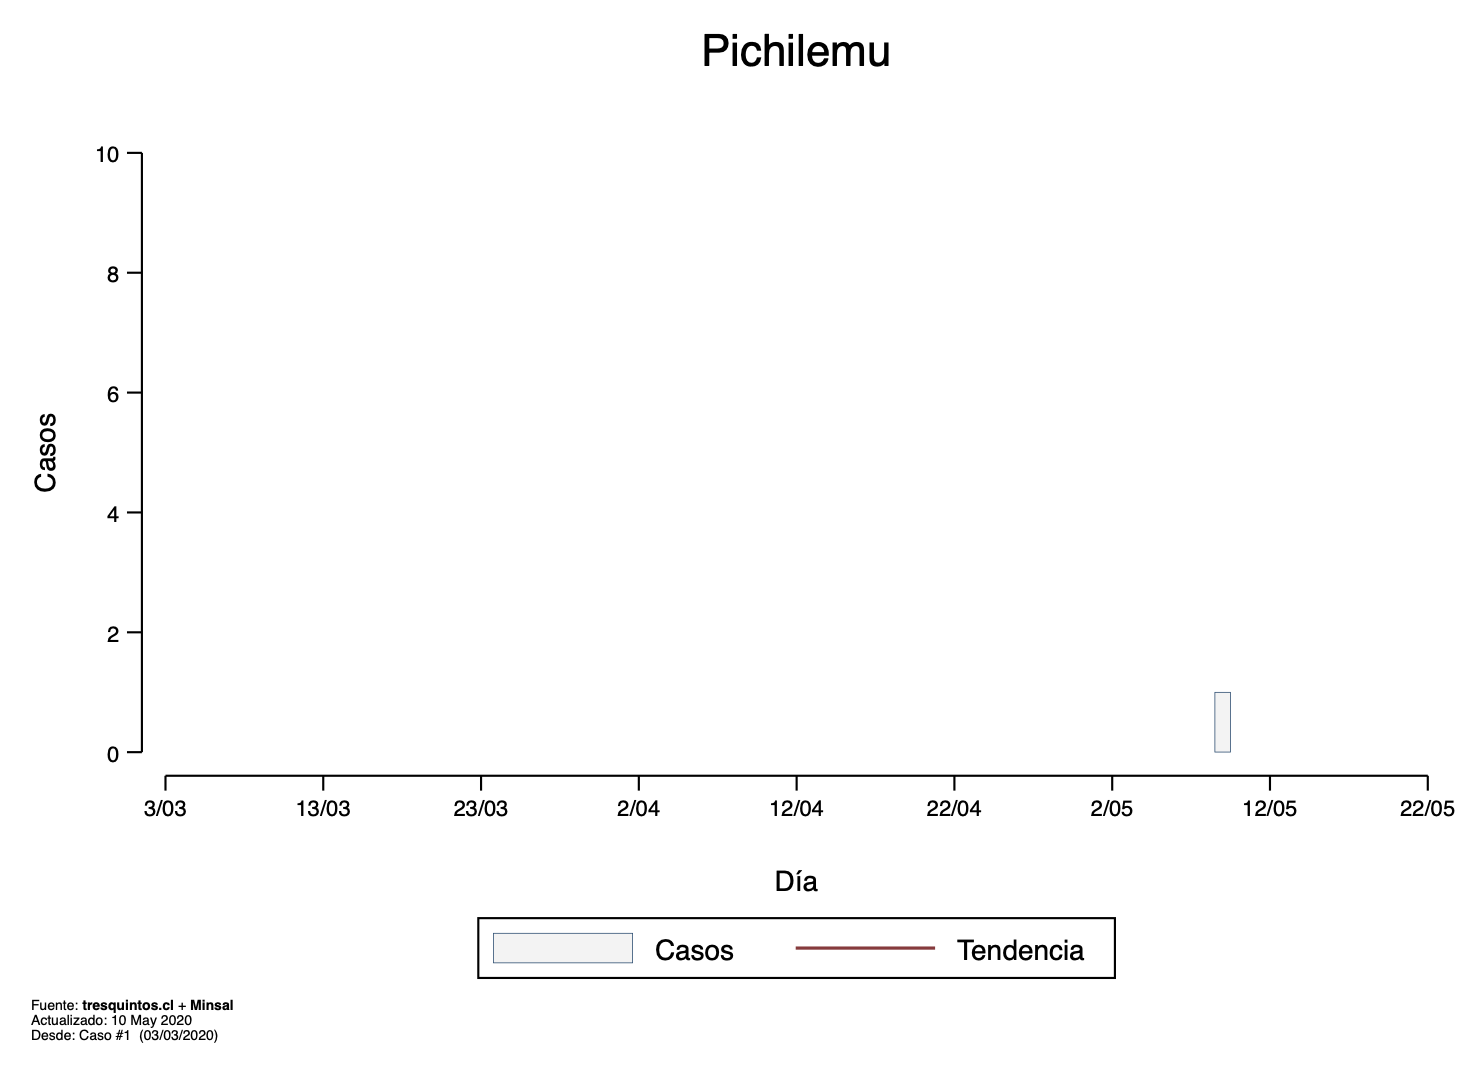 Pichilemu
10
8
6
4
2
0
Casos
3/03 13/03 23/03 2/04 12/04 22/04 2/05 12/05 22/05
Día
Casos Tendencia
Fuente: tresquintos.cl + Minsal
Actualizado: 10 May 2020
Desde: Caso #1 (03/03/2020)